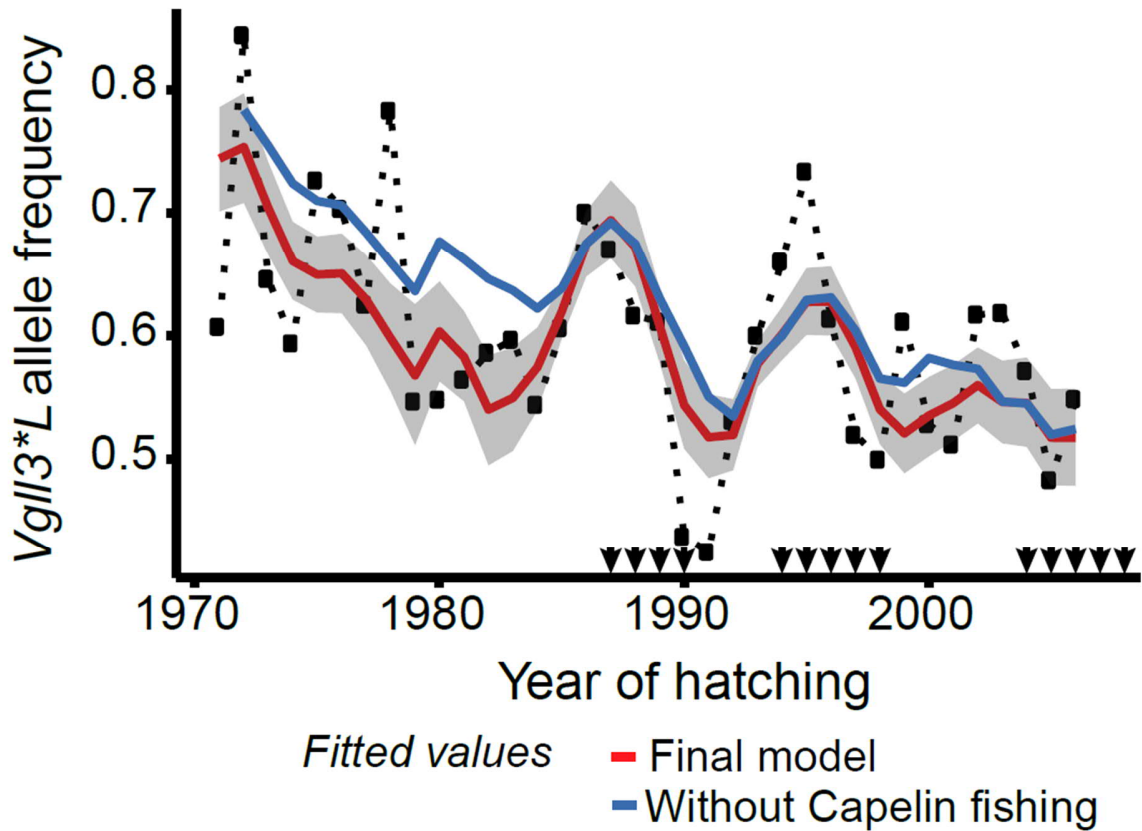 Vgll3*L allele frequency
0.8
0.7
0.6
0.5
1970 1980 1990 2000
Year of hatching
Fitted values
Final model
Without Capelin fishing